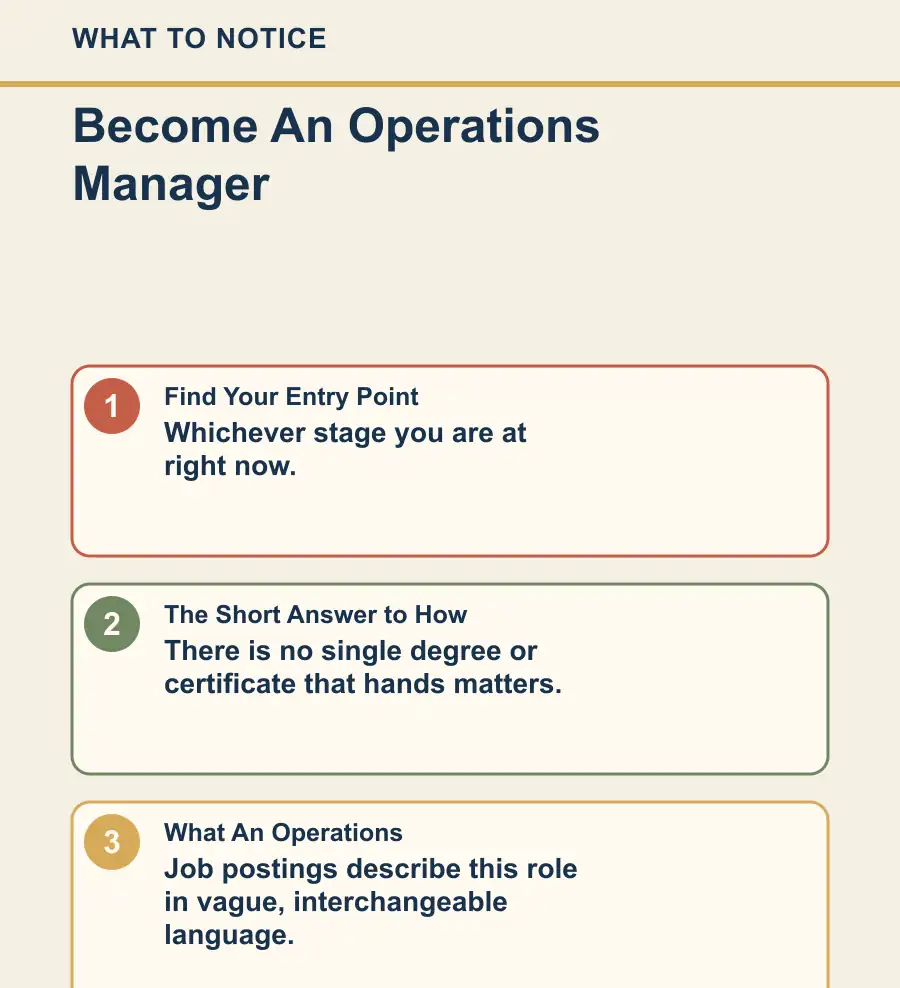 WHAT TO NOTICE
Become An Operations
Manager
1
Find Your Entry Point
Whichever stage you are at
right now.
2
The Short Answer to How
There is no single degree or
certificate that hands matters.
3
What An Operations
Job postings describe this role
in vague, interchangeable
language.